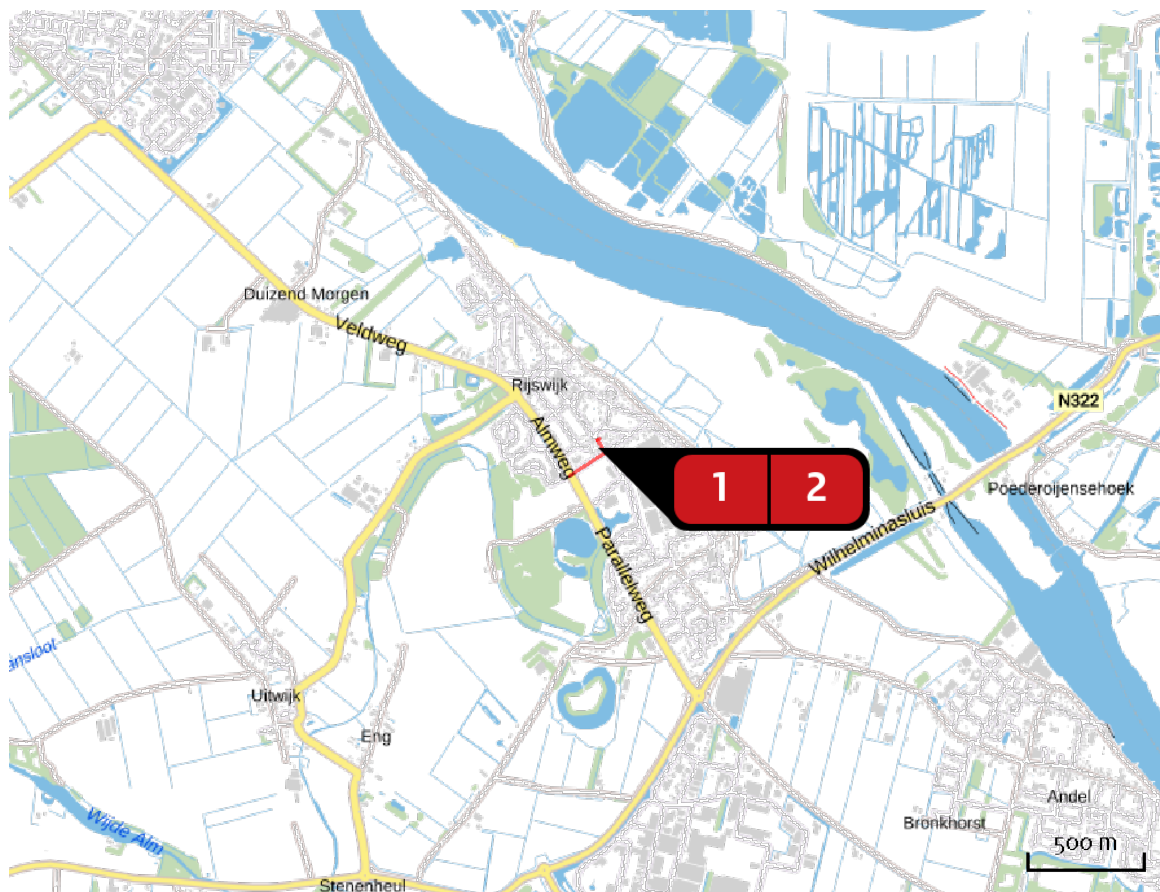 Duizend Morgen
Veldweg
Rijswijk
N322
Almweg
1 2
Poederoijensehoek
Wilhelminasluis
Parallelweg
ansloot
Uitwijk
Eng
Andel
Wijde Alm
Bronkhorst
500 m
Stenenheul